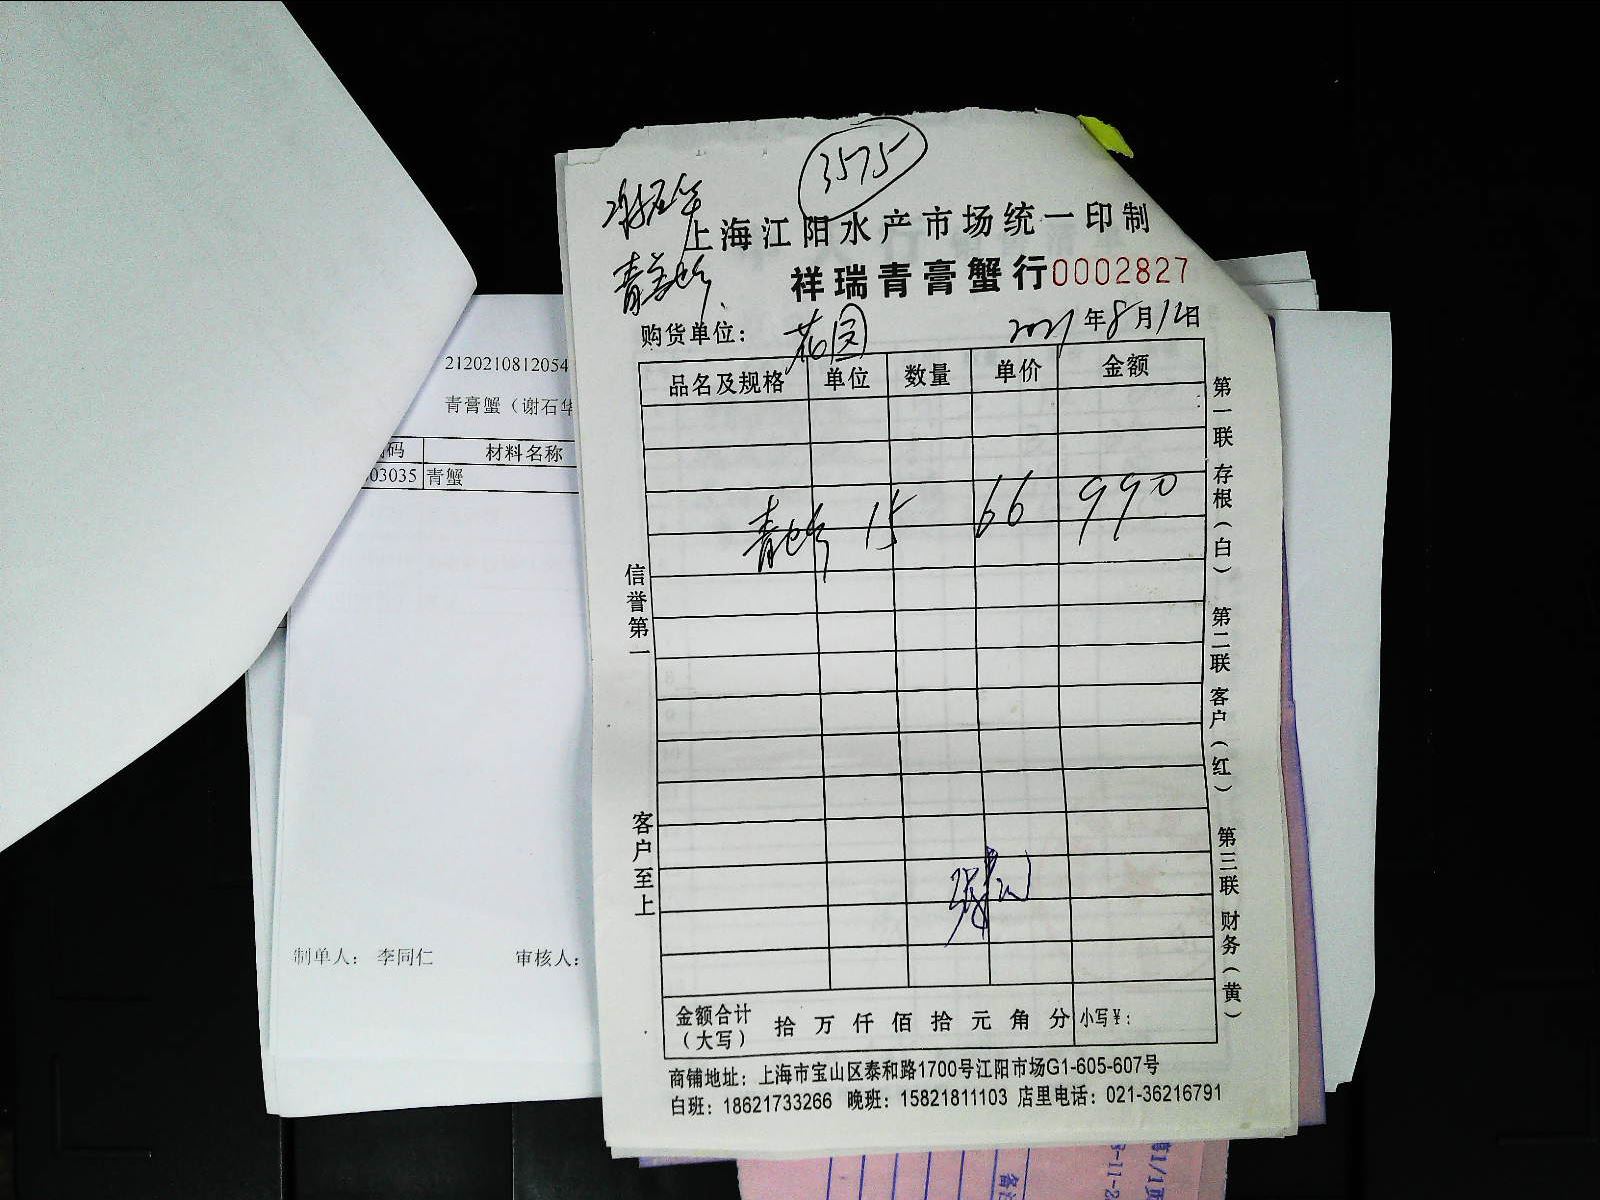 3575
谢石华
上海江阳水产市场统一印制
青膏蟹
祥瑞青膏蟹行0002827
购货单位： 花园 2021年8月12日
品名及规格 单位 数量 单价 金额
青蟹 15 66 990
信誉第一
客户至上
第一联 存根（白） 第二联 客户（红） 第三联 财务（黄）
金额合计（大写） 拾 万 仟 佰 拾 元 角 分 小写¥：
商铺地址：上海市宝山区泰和路1700号江阳市场G1-605-607号
白班：18621733266 晚班：15821811103 店里电话：021-36216791
2120210812054
青膏蟹（谢石华
码 材料名称
03035 青蟹
制单人： 李同仁 审核人：